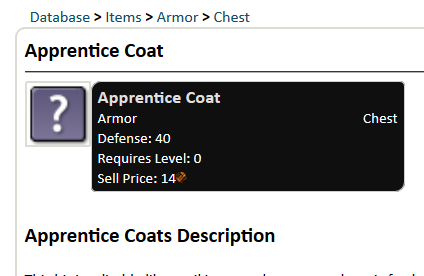 Database > Items > Armor > Chest
Apprentice Coat
?
Apprentice Coat
Armor Chest
Defense: 40
Requires Level: 0
Sell Price: 14
Apprentice Coats Description